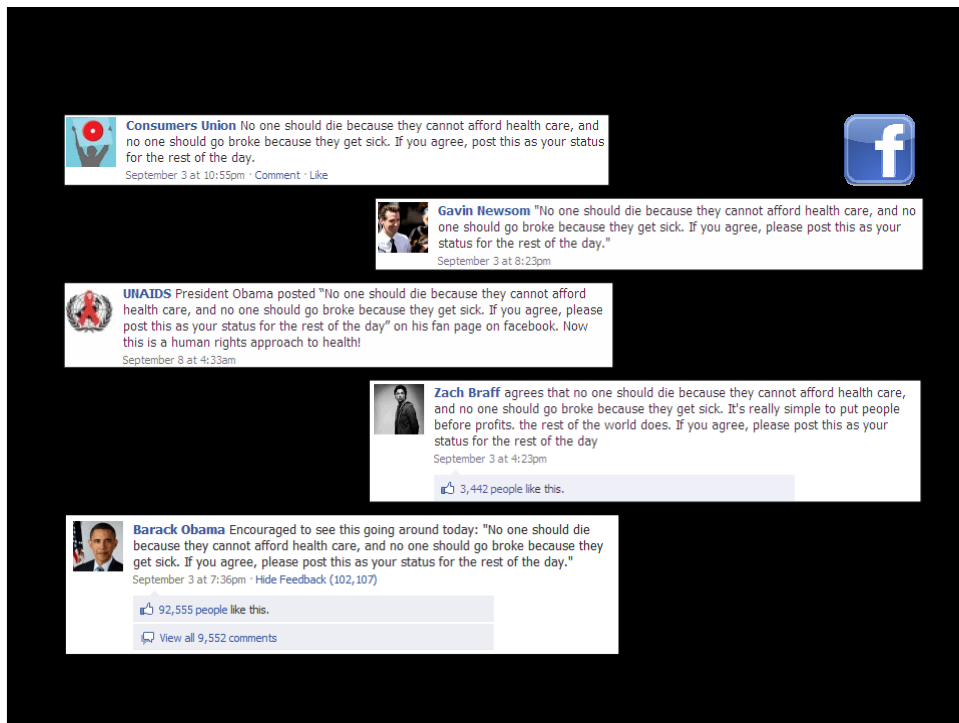 Consumers Union No one should die because they cannot afford health care, and
no one should go broke because they get sick. If you agree, post this as your status
for the rest of the day.
September 3 at 10:55pm · Comment · Like
f
Gavin Newsom "No one should die because they cannot afford health care, and no
one should go broke because they get sick. If you agree, please post this as your
status for the rest of the day."
September 3 at 8:23pm
UNAIDS President Obama posted “No one should die because they cannot afford
health care, and no one should go broke because they get sick. If you agree, please
post this as your status for the rest of the day” on his fan page on facebook. Now
this is a human rights approach to health!
September 8 at 4:33am
Zach Braff agrees that no one should die because they cannot afford health care,
and no one should go broke because they get sick. It's really simple to put people
before profits. the rest of the world does. If you agree, please post this as your
status for the rest of the day
September 3 at 4:23pm
3,442 people like this.
Barack Obama Encouraged to see this going around today: "No one should die
because they cannot afford health care, and no one should go broke because they
get sick. If you agree, please post this as your status for the rest of the day."
September 3 at 7:36pm · Hide Feedback (102,107)
92,555 people like this.
View all 9,552 comments